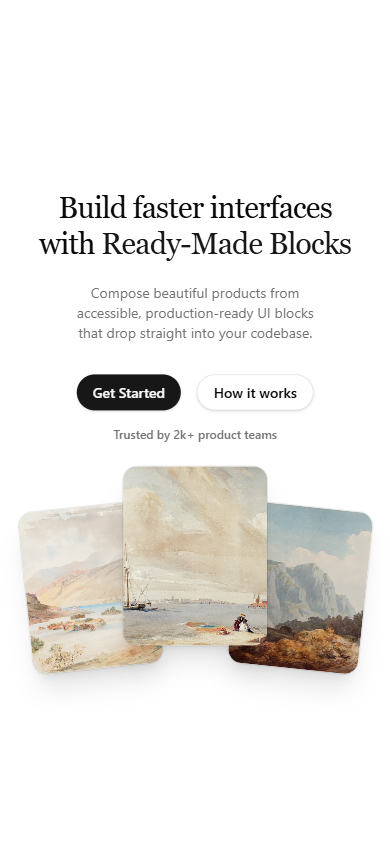 Build faster interfaces
with Ready-Made Blocks
Compose beautiful products from
accessible, production-ready UI blocks
that drop straight into your codebase.
Get Started
How it works
Trusted by 2k+ product teams